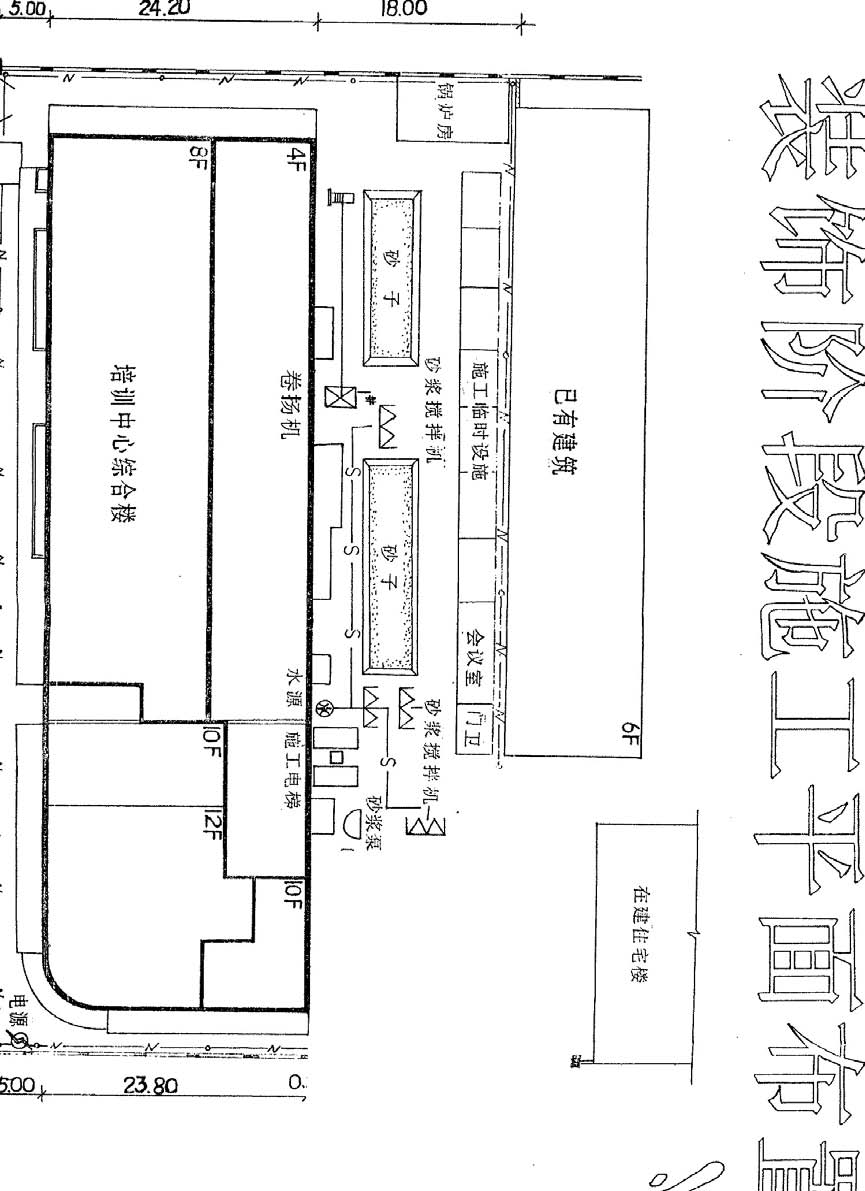 装饰阶段施工平面布置
5.00
24.20
18.00
锅炉房
8F
4F
砂子
砂浆搅拌机
施工临时设施
已有建筑
卷扬机
1#
培训中心综合楼
砂子
S
S
S
会议室
门卫
6F
水源
施工电梯
砂浆搅拌机
S
砂浆泵
10F
12F
10F
在建住宅楼
电源
5.00
23.80
0.